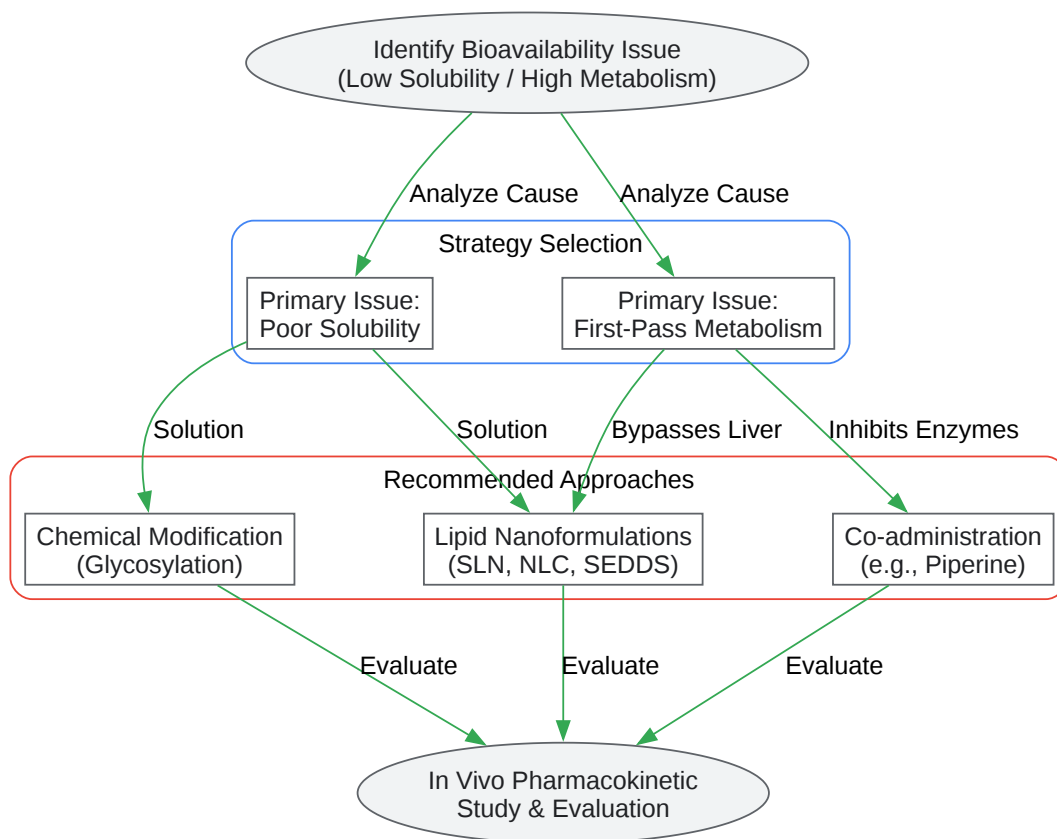 Identify Bioavailability Issue
(Low Solubility / High Metabolism)
Analyze Cause
Analyze Cause
Strategy Selection
Primary Issue:
Poor Solubility
Primary Issue:
First-Pass Metabolism
Solution
Solution
Bypasses Liver
Inhibits Enzymes
Recommended Approaches
Chemical Modification
(Glycosylation)
Lipid Nanoformulations
(SLN, NLC, SEDDS)
Co-administration
(e.g., Piperine)
Evaluate
Evaluate
Evaluate
In Vivo Pharmacokinetic
Study & Evaluation